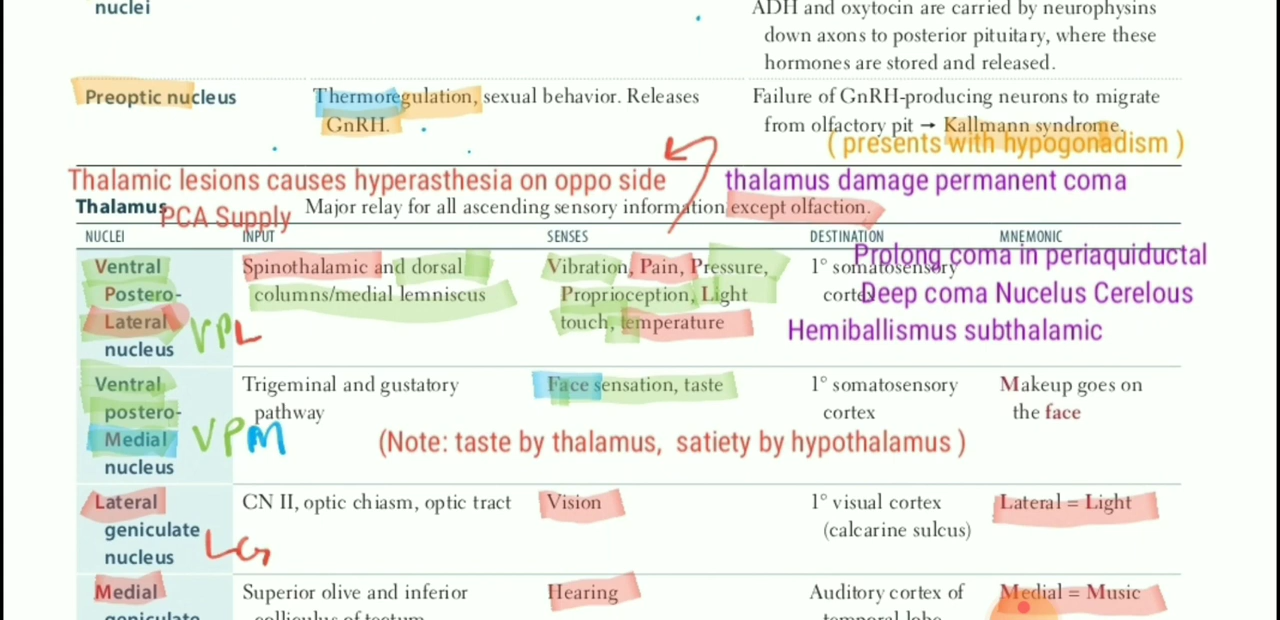 nuclei
ADH and oxytocin are carried by neurophysins
down axons to posterior pituitary, where these
hormones are stored and released.
Preoptic nucleus
Thermoregulation, sexual behavior. Releases
GnRH.
Failure of GnRH-producing neurons to migrate
from olfactory pit → Kallmann syndrome.
( presents with hypogonadism )
Thalamic lesions causes hyperasthesia on oppo side
thalamus damage permanent coma
Thalamus
PCA Supply
Major relay for all ascending sensory information except olfaction.
NUCLEI INPUT SENSES DESTINATION MNEMONIC
Prolong coma in periaquiductal
Deep coma Nucelus Cerelous
Hemiballismus subthalamic
Ventral
Postero-
Lateral
nucleus
VPL
Spinothalamic and dorsal
columns/medial lemniscus
Vibration, Pain, Pressure,
Proprioception, Light
touch, temperature
1° somatosensory
cortex
Ventral
postero-
Medial
nucleus
VPM
Trigeminal and gustatory
pathway
Face sensation, taste
1° somatosensory
cortex
Makeup goes on
the face
(Note: taste by thalamus, satiety by hypothalamus )
Lateral
geniculate
nucleus
LG
CN II, optic chiasm, optic tract
Vision
1° visual cortex
(calcarine sulcus)
Lateral = Light
Medial
geniculate
Superior olive and inferior
colliculus of tectum
Hearing
Auditory cortex of
temporal lobe
Medial = Music